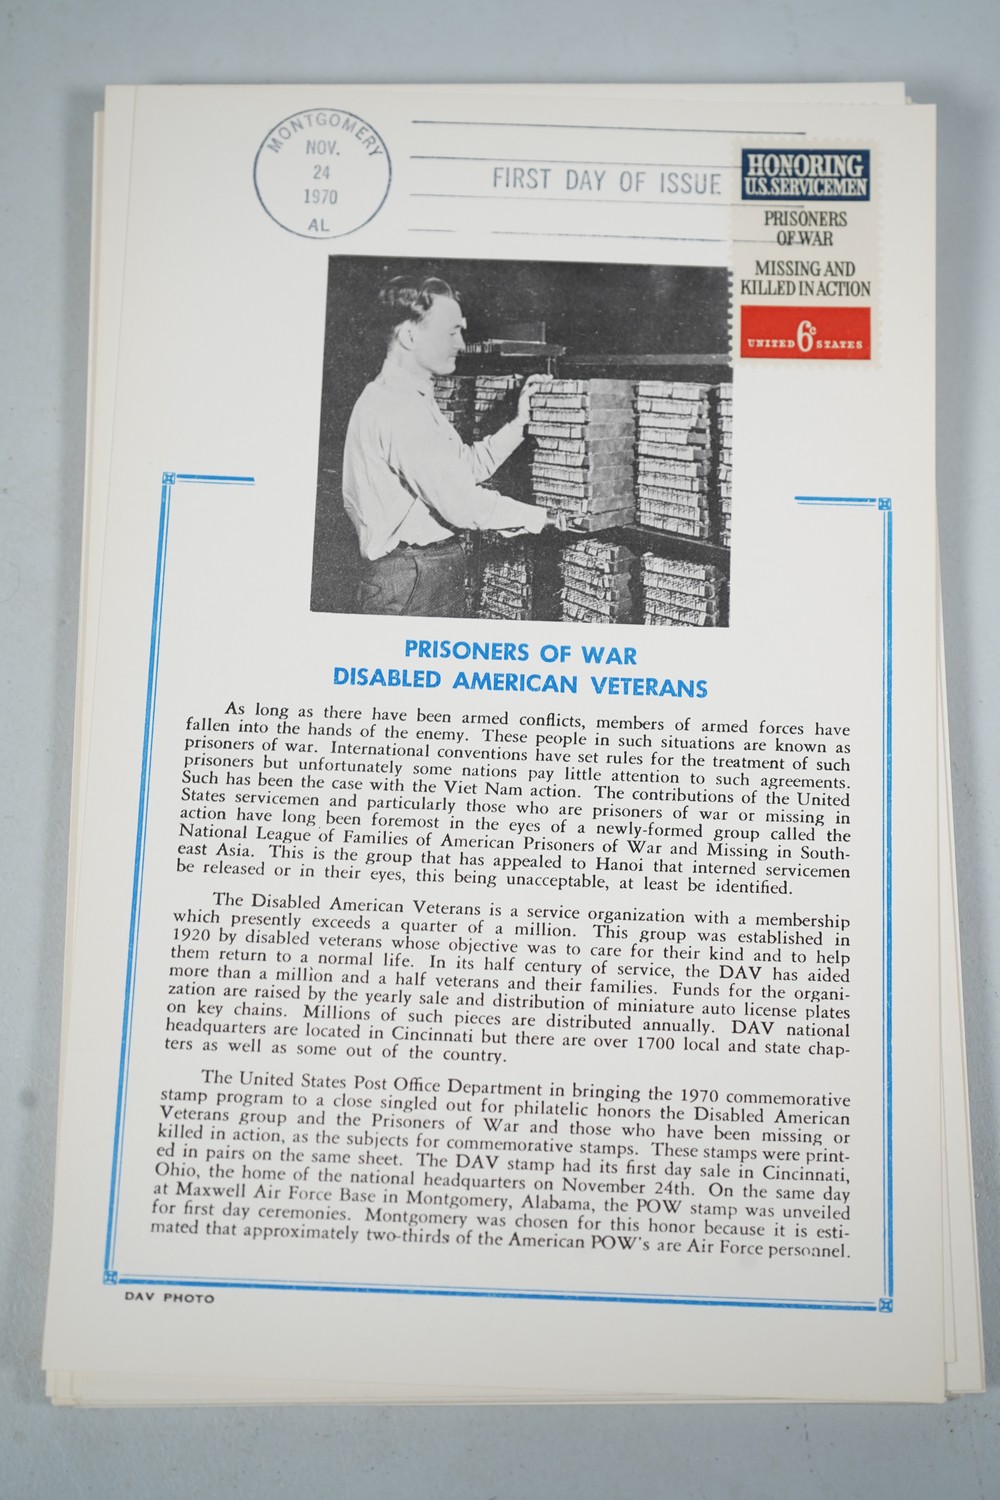 MONTGOMERY
NOV.
24
1970
AL
FIRST DAY OF ISSUE
HONORING
U.S. SERVICEMEN
PRISONERS
OF WAR
MISSING AND
KILLED IN ACTION
UNITED 6c STATES
PRISONERS OF WAR
DISABLED AMERICAN VETERANS
As long as there have been armed conflicts, members of armed forces have
fallen into the hands of the enemy. These people in such situations are known as
prisoners of war. International conventions have set rules for the treatment of such
prisoners but unfortunately some nations pay little attention to such agreements.
Such has been the case with the Viet Nam action. The contributions of the United
States servicemen and particularly those who are prisoners of war or missing in
action have long been foremost in the eyes of a newly-formed group called the
National League of Families of American Prisoners of War and Missing in South-
east Asia. This is the group that has appealed to Hanoi that interned servicemen
be released or in their eyes, this being unacceptable, at least be identified.
The Disabled American Veterans is a service organization with a membership
which presently exceeds a quarter of a million. This group was established in
1920 by disabled veterans whose objective was to care for their kind and to help
them return to a normal life. In its half century of service, the DAV has aided
more than a million and a half veterans and their families. Funds for the organi-
zation are raised by the yearly sale and distribution of miniature auto license plates
on key chains. Millions of such pieces are distributed annually. DAV national
headquarters are located in Cincinnati but there are over 1700 local and state chap-
ters as well as some out of the country.
The United States Post Office Department in bringing the 1970 commemorative
stamp program to a close singled out for philatelic honors the Disabled American
Veterans group and the Prisoners of War and those who have been missing or
killed in action, as the subjects for commemorative stamps. These stamps were print-
ed in pairs on the same sheet. The DAV stamp had its first day sale in Cincinnati,
Ohio, the home of the national headquarters on November 24th. On the same day
at Maxwell Air Force Base in Montgomery, Alabama, the POW stamp was unveiled
for first day ceremonies. Montgomery was chosen for this honor because it is esti-
mated that approximately two-thirds of the American POW's are Air Force personnel.
DAV PHOTO